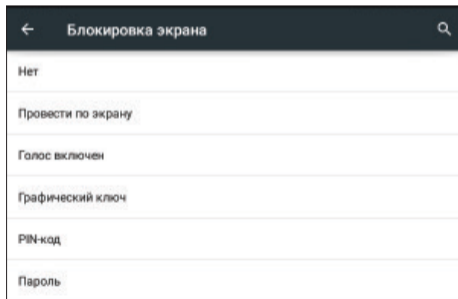 Блокировка экрана
Нет
Провести по экрану
Голос включен
Графический ключ
PIN-код
Пароль